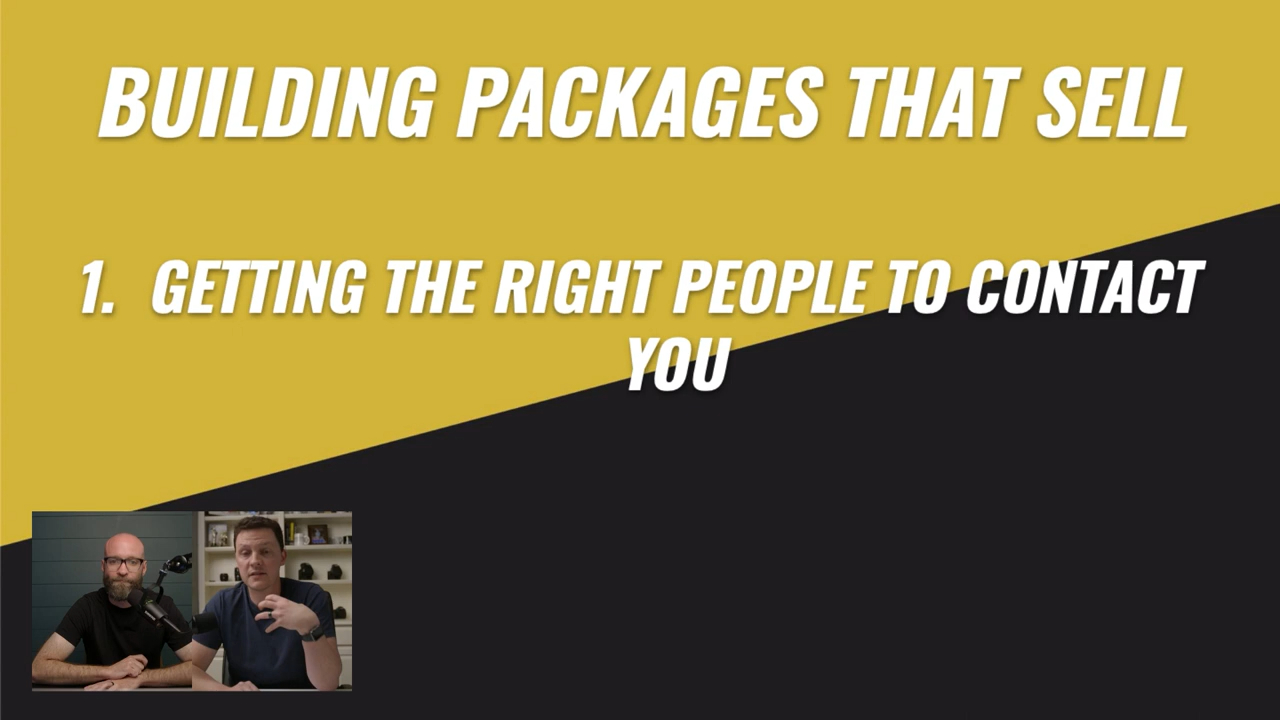 BUILDING PACKAGES THAT SELL
1. GETTING THE RIGHT PEOPLE TO CONTACT
YOU